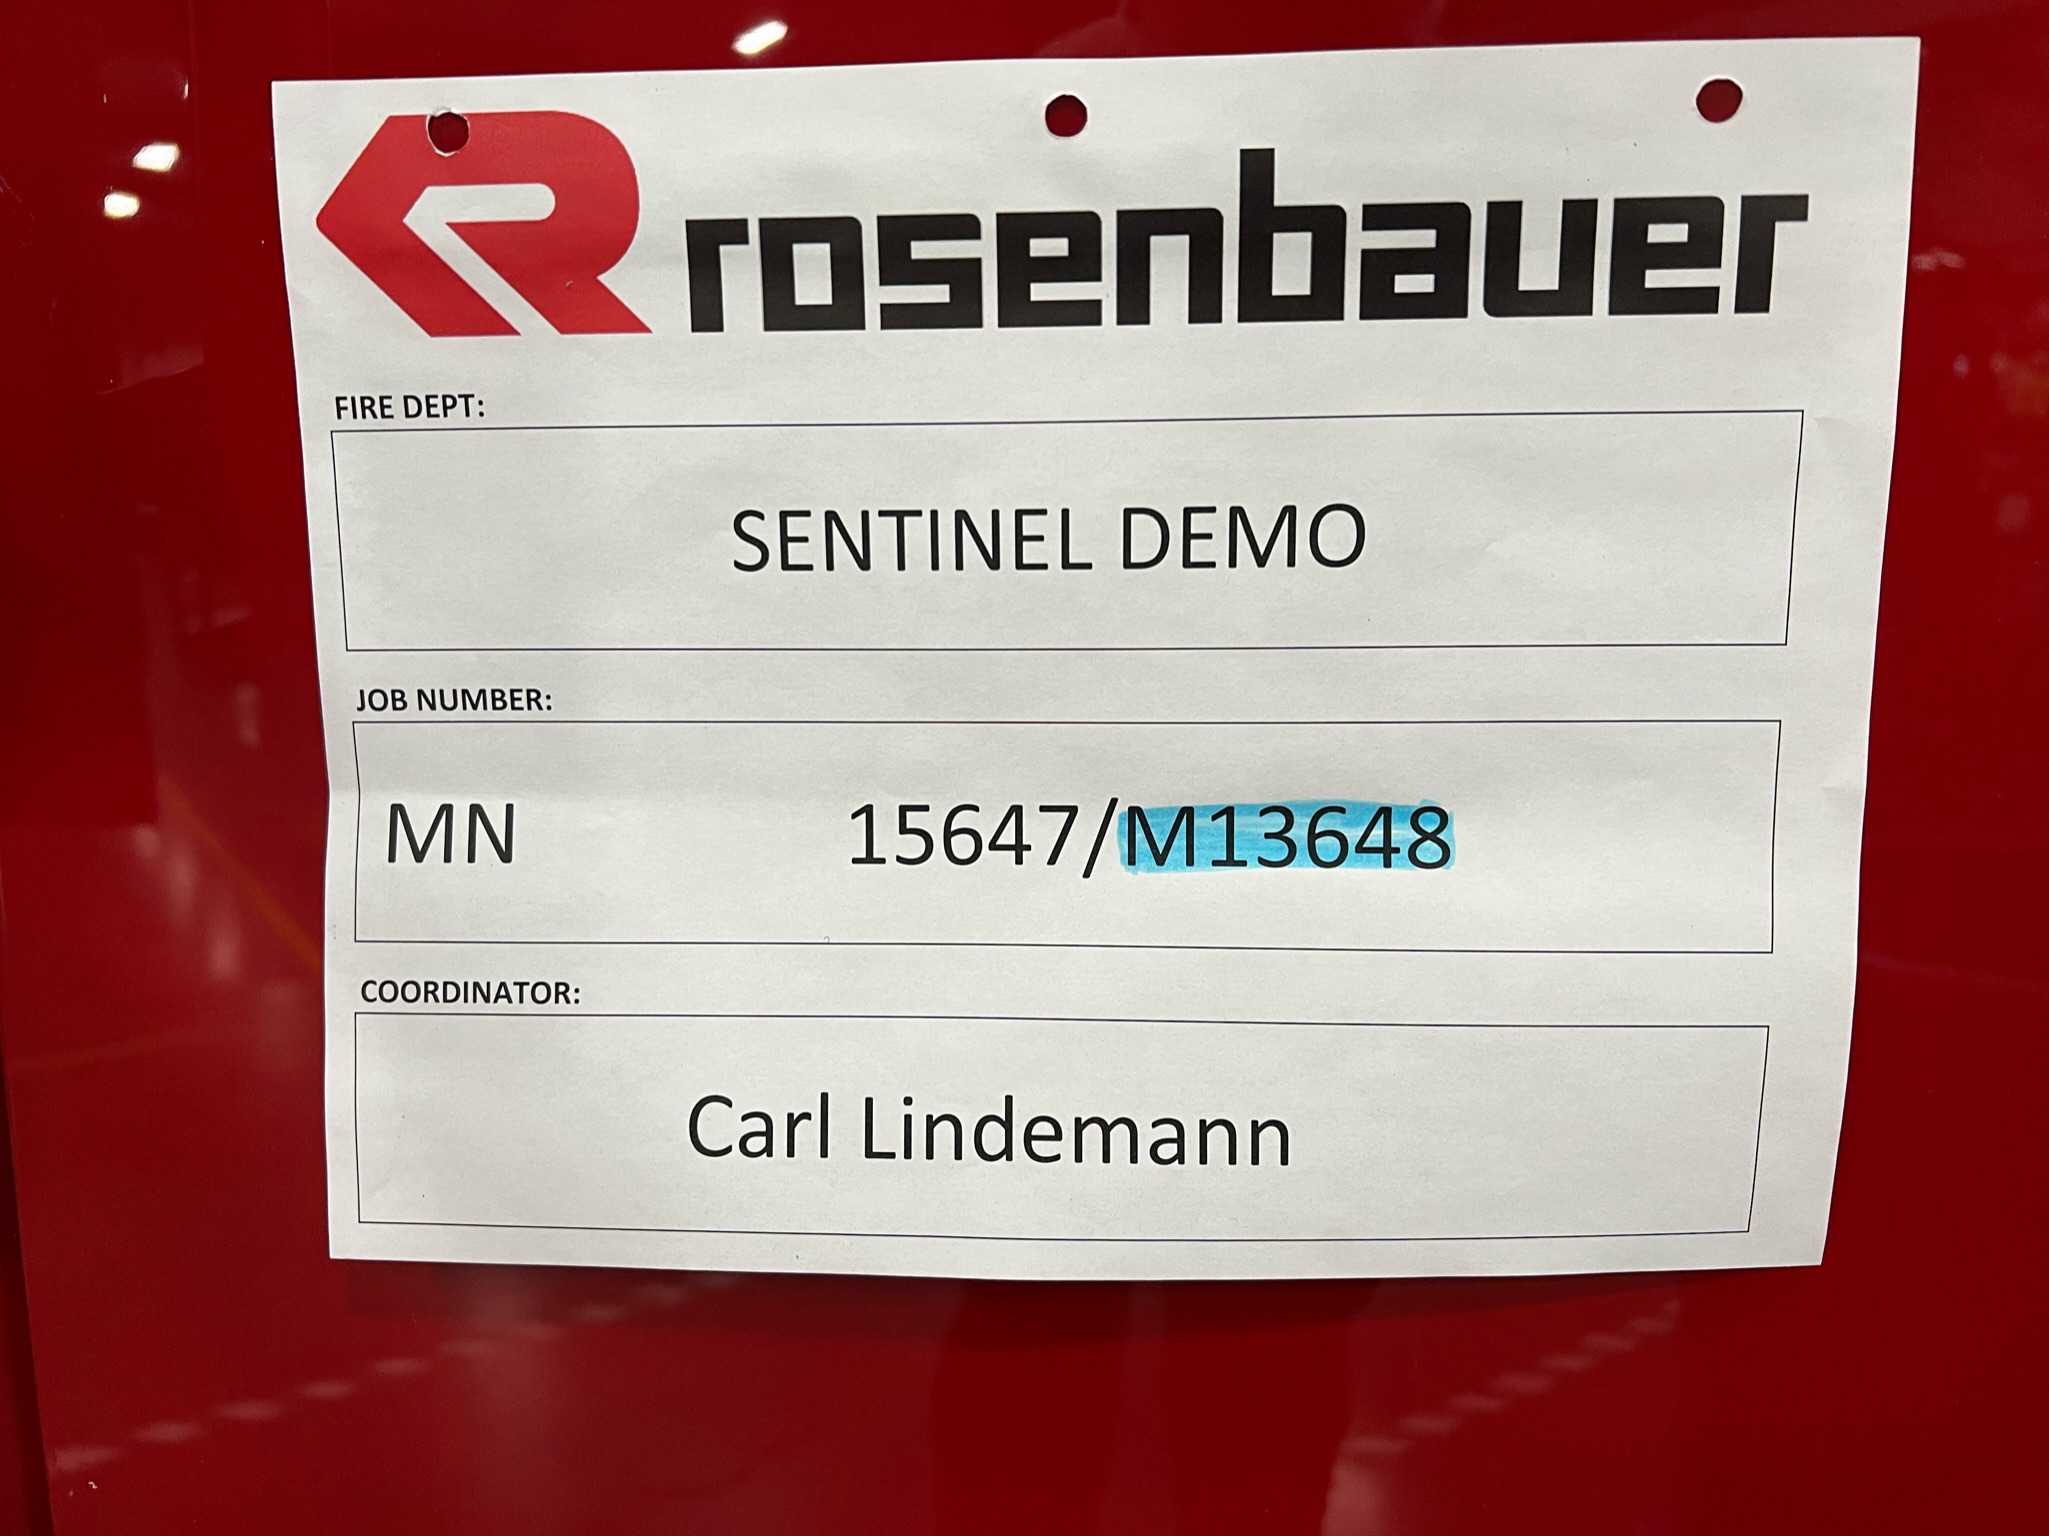 rosenbauer
FIRE DEPT:
SENTINEL DEMO
JOB NUMBER:
MN 15647/M13648
COORDINATOR:
Carl Lindemann